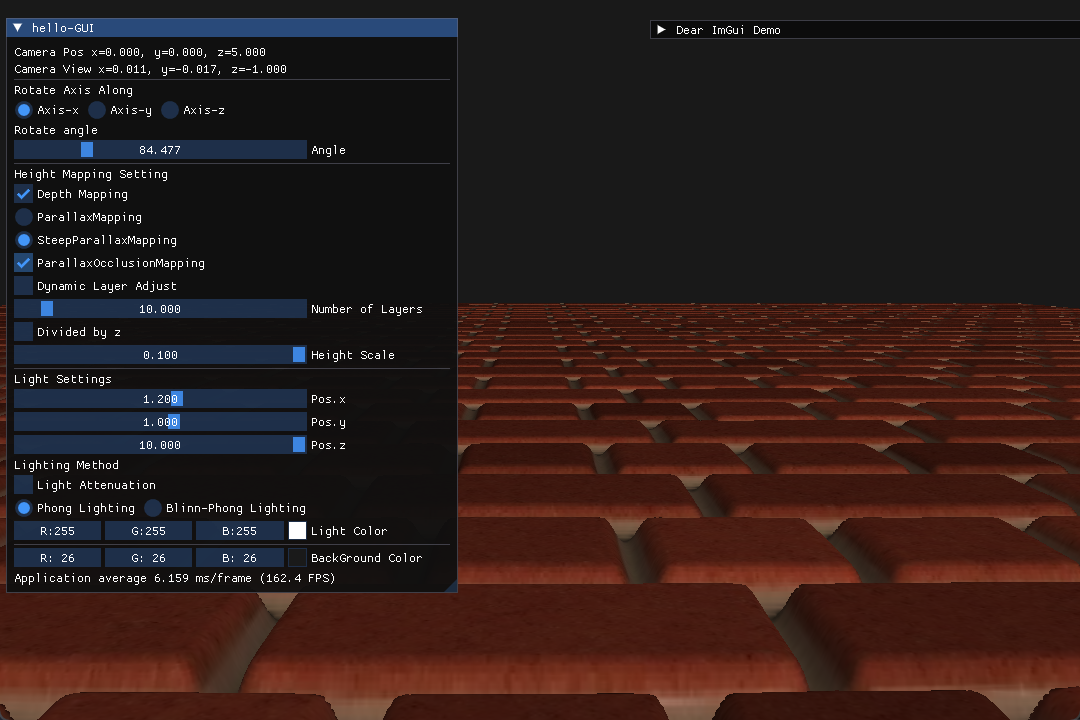 hello-GUI
Dear ImGui Demo
Camera Pos x=0.000, y=0.000, z=5.000
Camera View x=0.011, y=-0.017, z=-1.000
Rotate Axis Along
Axis-x Axis-y Axis-z
Rotate angle
84.477 Angle
Height Mapping Setting
Depth Mapping
ParallaxMapping
SteepParallaxMapping
ParallaxOcclusionMapping
Dynamic Layer Adjust
10.000 Number of Layers
Divided by z
0.100 Height Scale
Light Settings
1.200 Pos.x
1.000 Pos.y
10.000 Pos.z
Lighting Method
Light Attenuation
Phong Lighting Blinn-Phong Lighting
R:255 G:255 B:255 Light Color
R: 26 G: 26 B: 26 BackGround Color
Application average 6.159 ms/frame (162.4 FPS)